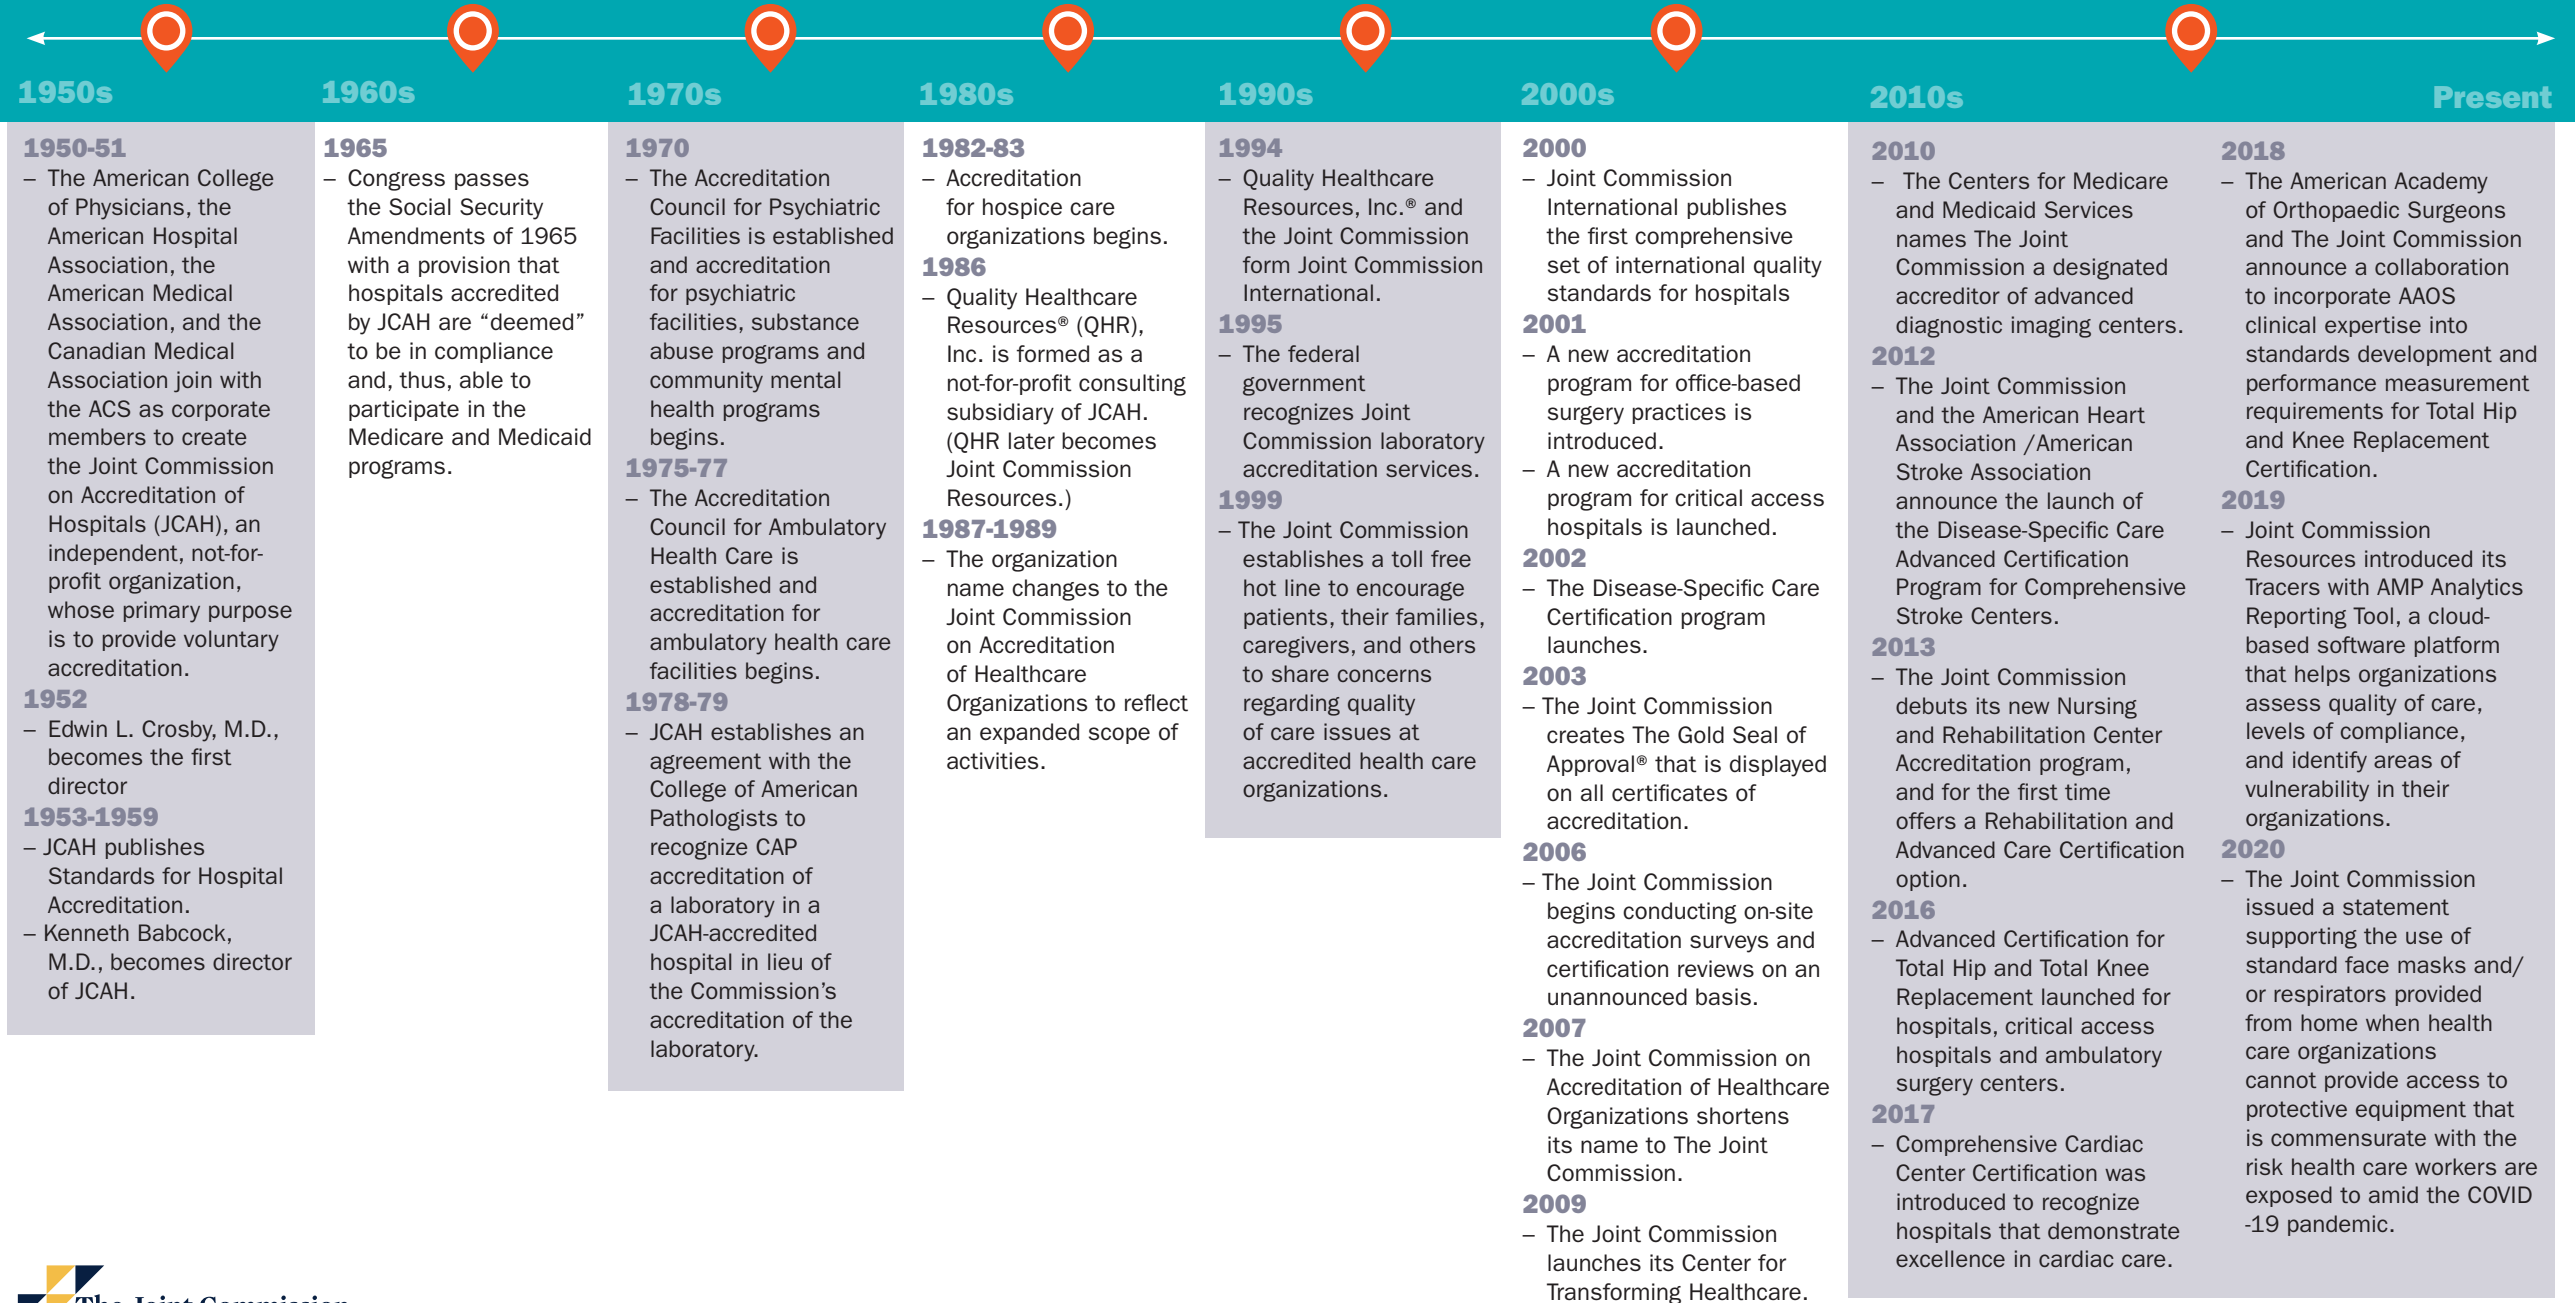 1950s
1960s
1970s
1980s
1990s
2000s
2010s
Present
1950-51
– The American College
of Physicians, the
American Hospital
Association, the
American Medical
Association, and the
Canadian Medical
Association join with
the ACS as corporate
members to create
the Joint Commission
on Accreditation of
Hospitals (JCAH), an
independent, not-for-
profit organization,
whose primary purpose
is to provide voluntary
accreditation.
1952
– Edwin L. Crosby, M.D.,
becomes the first
director
1953-1959
– JCAH publishes
Standards for Hospital
Accreditation.
– Kenneth Babcock,
M.D., becomes director
of JCAH.
1965
– Congress passes
the Social Security
Amendments of 1965
with a provision that
hospitals accredited
by JCAH are “deemed”
to be in compliance
and, thus, able to
participate in the
Medicare and Medicaid
programs.
1970
– The Accreditation
Council for Psychiatric
Facilities is established
and accreditation
for psychiatric
facilities, substance
abuse programs and
community mental
health programs
begins.
1975-77
– The Accreditation
Council for Ambulatory
Health Care is
established and
accreditation for
ambulatory health care
facilities begins.
1978-79
– JCAH establishes an
agreement with the
College of American
Pathologists to
recognize CAP
accreditation of
a laboratory in a
JCAH-accredited
hospital in lieu of
the Commission’s
accreditation of the
laboratory.
1982-83
– Accreditation
for hospice care
organizations begins.
1986
– Quality Healthcare
Resources® (QHR),
Inc. is formed as a
not-for-profit consulting
subsidiary of JCAH.
(QHR later becomes
Joint Commission
Resources.)
1987-1989
– The organization
name changes to the
Joint Commission
on Accreditation
of Healthcare
Organizations to reflect
an expanded scope of
activities.
1994
– Quality Healthcare
Resources, Inc.® and
the Joint Commission
form Joint Commission
International.
1995
– The federal
government
recognizes Joint
Commission laboratory
accreditation services.
1999
– The Joint Commission
establishes a toll free
hot line to encourage
patients, their families,
caregivers, and others
to share concerns
regarding quality
of care issues at
accredited health care
organizations.
2000
– Joint Commission
International publishes
the first comprehensive
set of international quality
standards for hospitals
2001
– A new accreditation
program for office-based
surgery practices is
introduced.
– A new accreditation
program for critical access
hospitals is launched.
2002
– The Disease-Specific Care
Certification program
launches.
2003
– The Joint Commission
creates The Gold Seal of
Approval® that is displayed
on all certificates of
accreditation.
2006
– The Joint Commission
begins conducting on-site
accreditation surveys and
certification reviews on an
unannounced basis.
2007
– The Joint Commission on
Accreditation of Healthcare
Organizations shortens
its name to The Joint
Commission.
2009
– The Joint Commission
launches its Center for
Transforming Healthcare.
2010
– The Centers for Medicare
and Medicaid Services
names The Joint
Commission a designated
accreditor of advanced
diagnostic imaging centers.
2012
– The Joint Commission
and the American Heart
Association /American
Stroke Association
announce the launch of
the Disease-Specific Care
Advanced Certification
Program for Comprehensive
Stroke Centers.
2013
– The Joint Commission
debuts its new Nursing
and Rehabilitation Center
Accreditation program,
and for the first time
offers a Rehabilitation and
Advanced Care Certification
option.
2016
– Advanced Certification for
Total Hip and Total Knee
Replacement launched for
hospitals, critical access
hospitals and ambulatory
surgery centers.
2017
– Comprehensive Cardiac
Center Certification was
introduced to recognize
hospitals that demonstrate
excellence in cardiac care.
2018
– The American Academy
of Orthopaedic Surgeons
and The Joint Commission
announce a collaboration
to incorporate AAOS
clinical expertise into
standards development and
performance measurement
requirements for Total Hip
and Knee Replacement
Certification.
2019
– Joint Commission
Resources introduced its
Tracers with AMP Analytics
Reporting Tool, a cloud-
based software platform
that helps organizations
assess quality of care,
levels of compliance,
and identify areas of
vulnerability in their
organizations.
2020
– The Joint Commission
issued a statement
supporting the use of
standard face masks and/
or respirators provided
from home when health
care organizations
cannot provide access to
protective equipment that
is commensurate with the
risk health care workers are
exposed to amid the COVID
-19 pandemic.
The Joint Commission